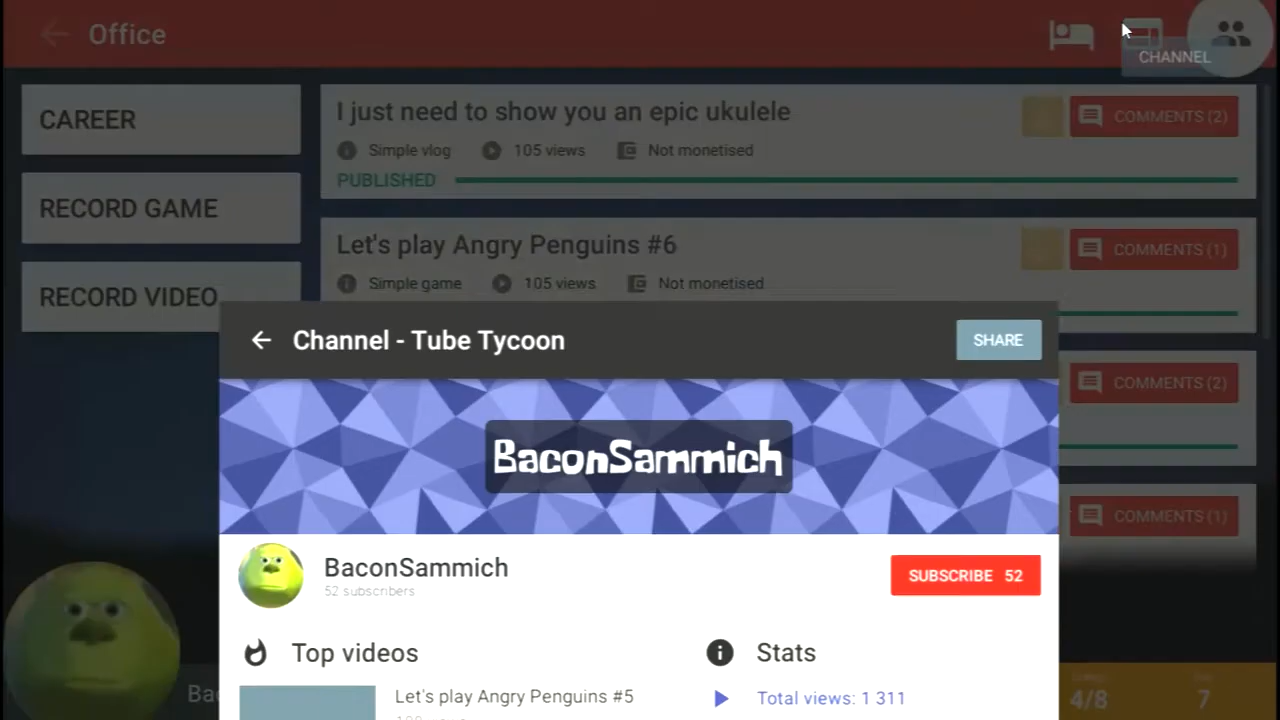 Office
CHANNEL
CAREER
RECORD GAME
RECORD VIDEO
I just need to show you an epic ukulele
COMMENTS (2)
Simple vlog
105 views
Not monetised
PUBLISHED
Let's play Angry Penguins #6
COMMENTS (1)
Simple game
105 views
Not monetised
COMMENTS (2)
COMMENTS (1)
Channel - Tube Tycoon
SHARE
BaconSammich
BaconSammich
52 subscribers
SUBSCRIBE 52
Top videos
Stats
Let's play Angry Penguins #5
Total views: 1 311
4/8
7